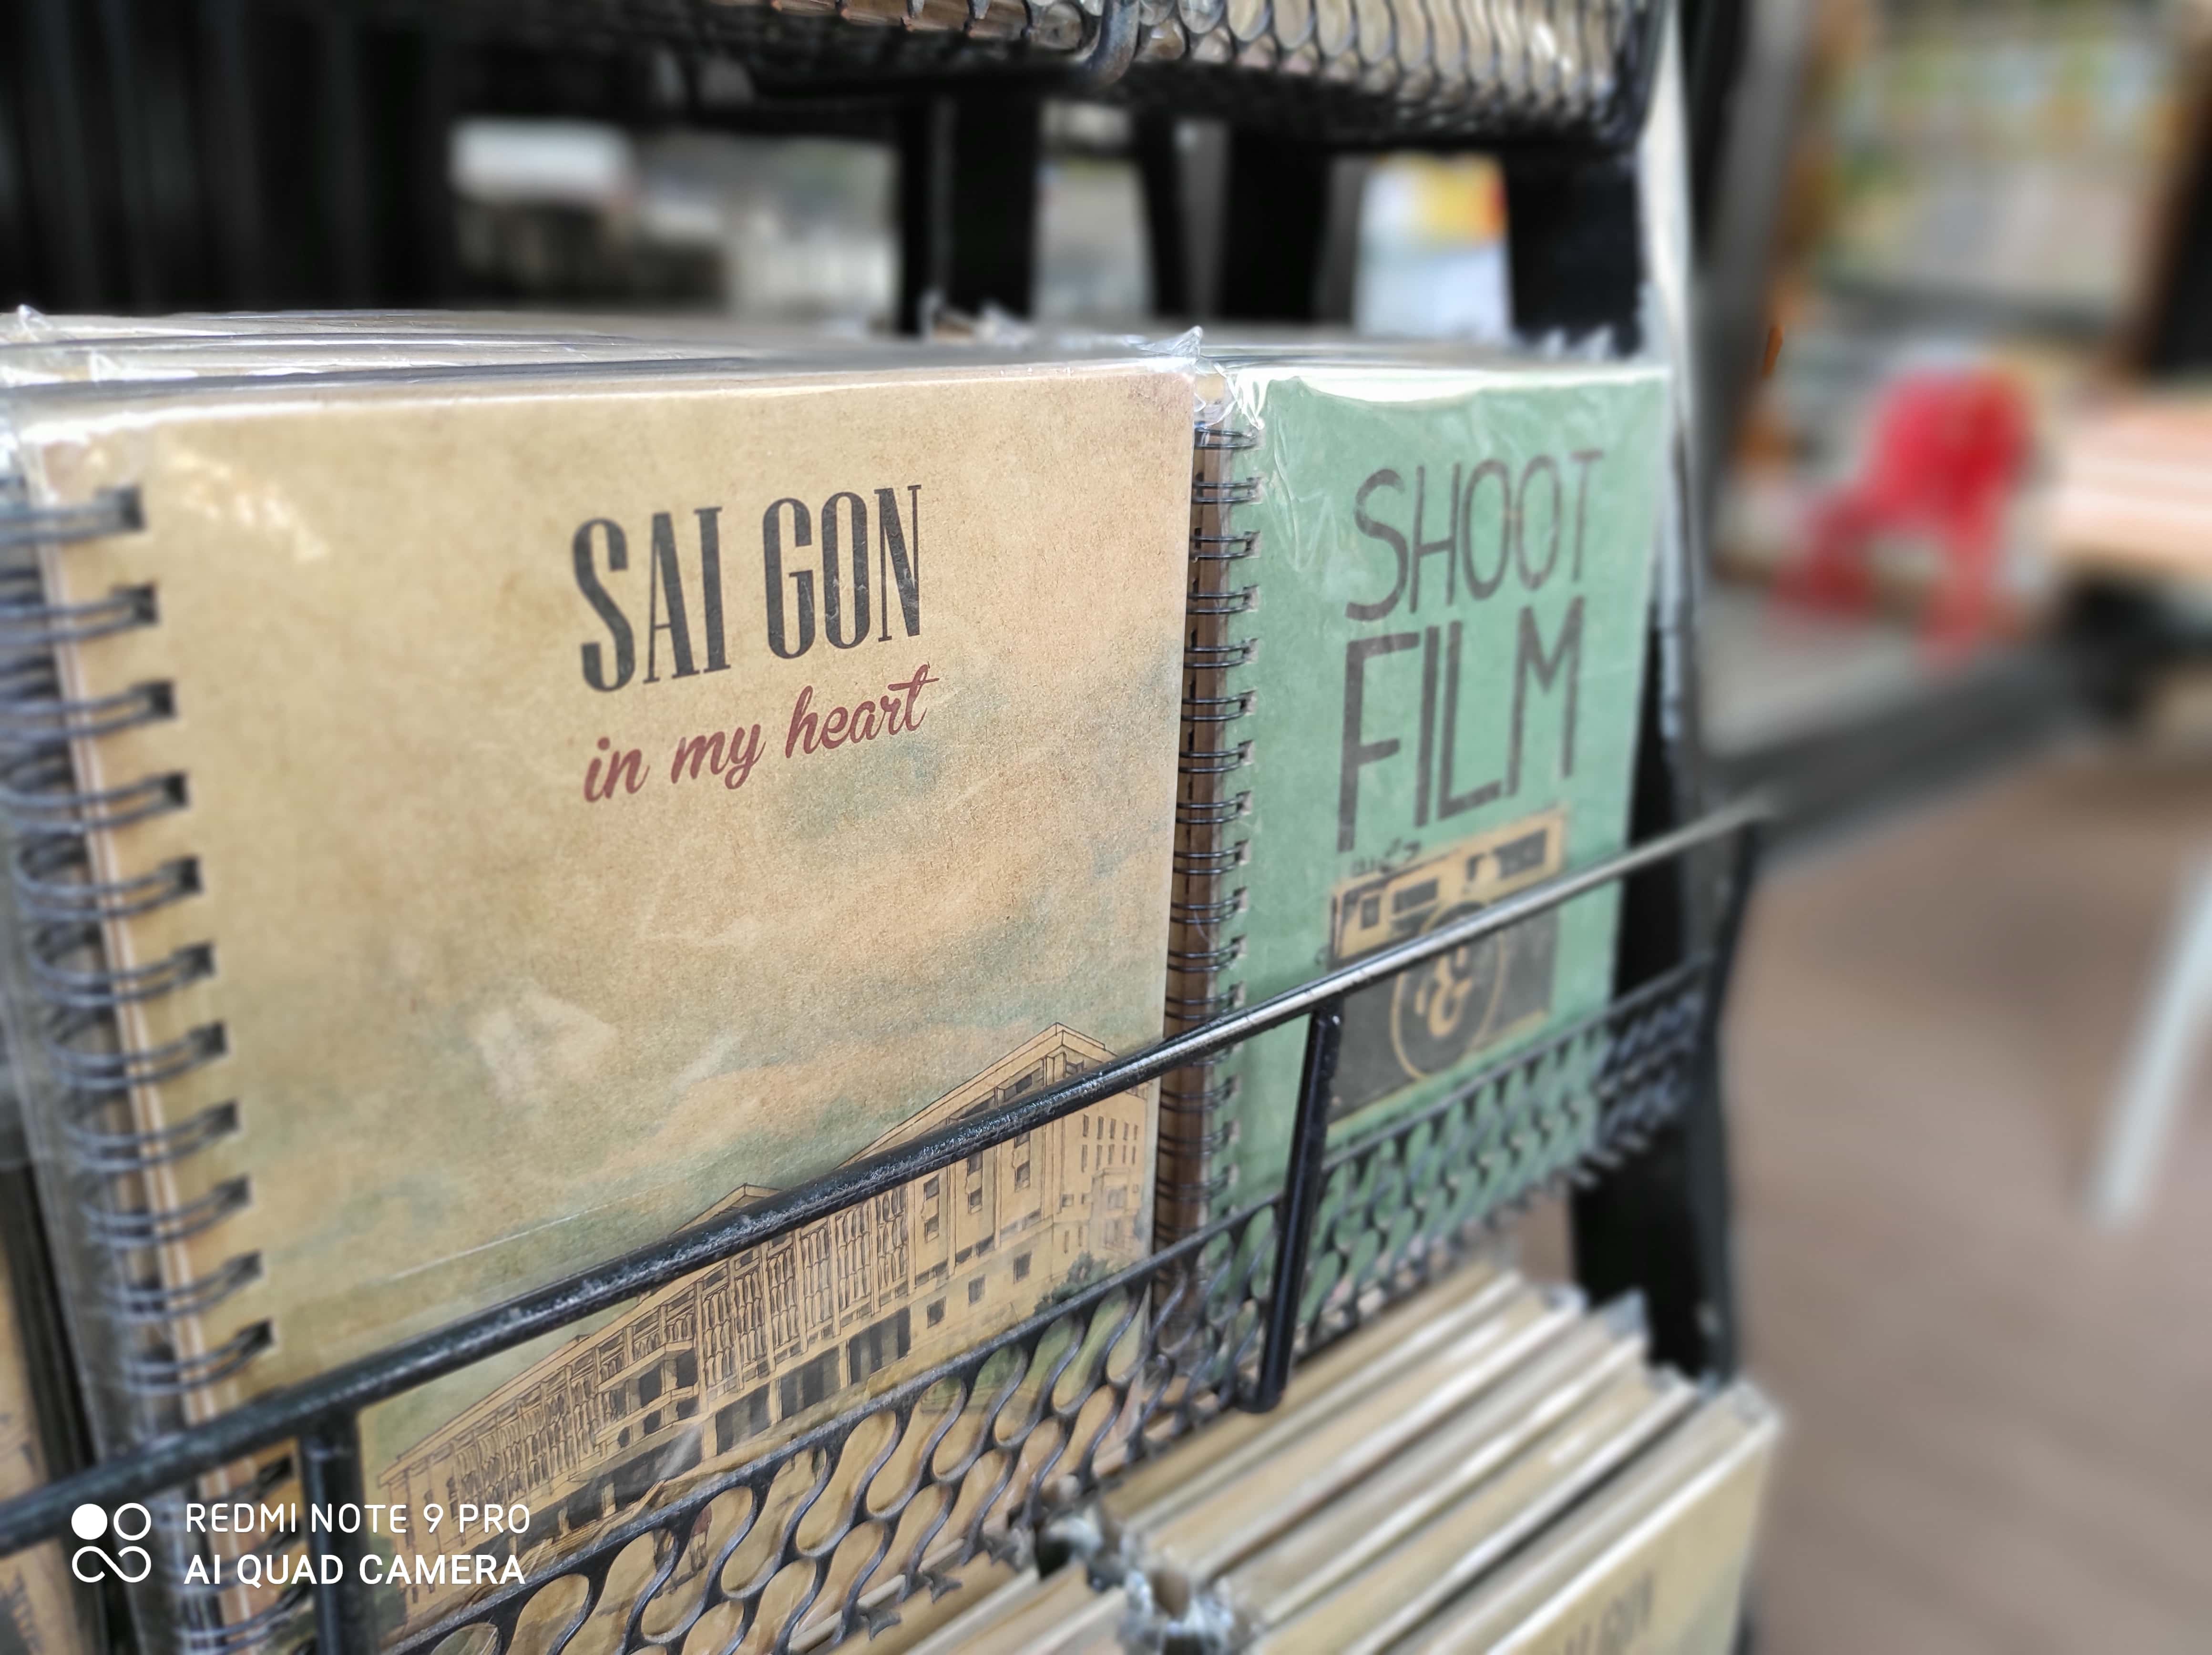 SAI GON
in my heart
SHOOT
FILM
REDMI NOTE 9 PRO
AI QUAD CAMERA